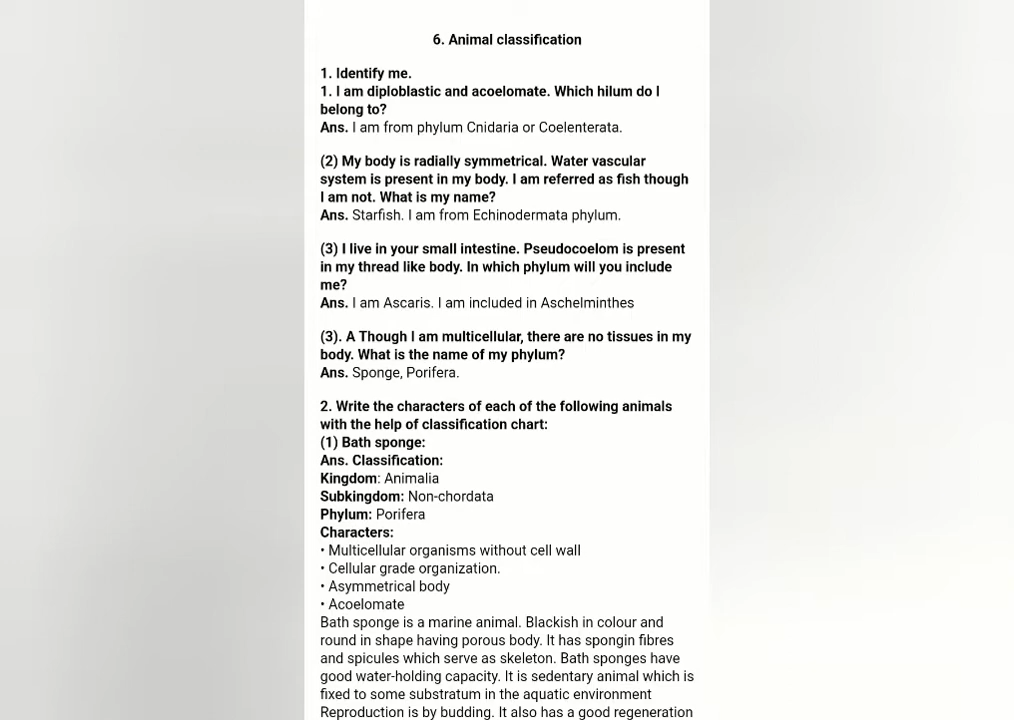 6. Animal classification
1. Identify me.
1. I am diploblastic and acoelomate. Which hilum do I
belong to?
Ans. I am from phylum Cnidaria or Coelenterata.
(2) My body is radially symmetrical. Water vascular
system is present in my body. I am referred as fish though
I am not. What is my name?
Ans. Starfish. I am from Echinodermata phylum.
(3) I live in your small intestine. Pseudocoelom is present
in my thread like body. In which phylum will you include
me?
Ans. I am Ascaris. I am included in Aschelminthes
(3). A Though I am multicellular, there are no tissues in my
body. What is the name of my phylum?
Ans. Sponge, Porifera.
2. Write the characters of each of the following animals
with the help of classification chart:
(1) Bath sponge:
Ans. Classification:
Kingdom: Animalia
Subkingdom: Non-chordata
Phylum: Porifera
Characters:
• Multicellular organisms without cell wall
• Cellular grade organization.
• Asymmetrical body
• Acoelomate
Bath sponge is a marine animal. Blackish in colour and
round in shape having porous body. It has spongin fibres
and spicules which serve as skeleton. Bath sponges have
good water-holding capacity. It is sedentary animal which is
fixed to some substratum in the aquatic environment
Reproduction is by budding. It also has a good regeneration